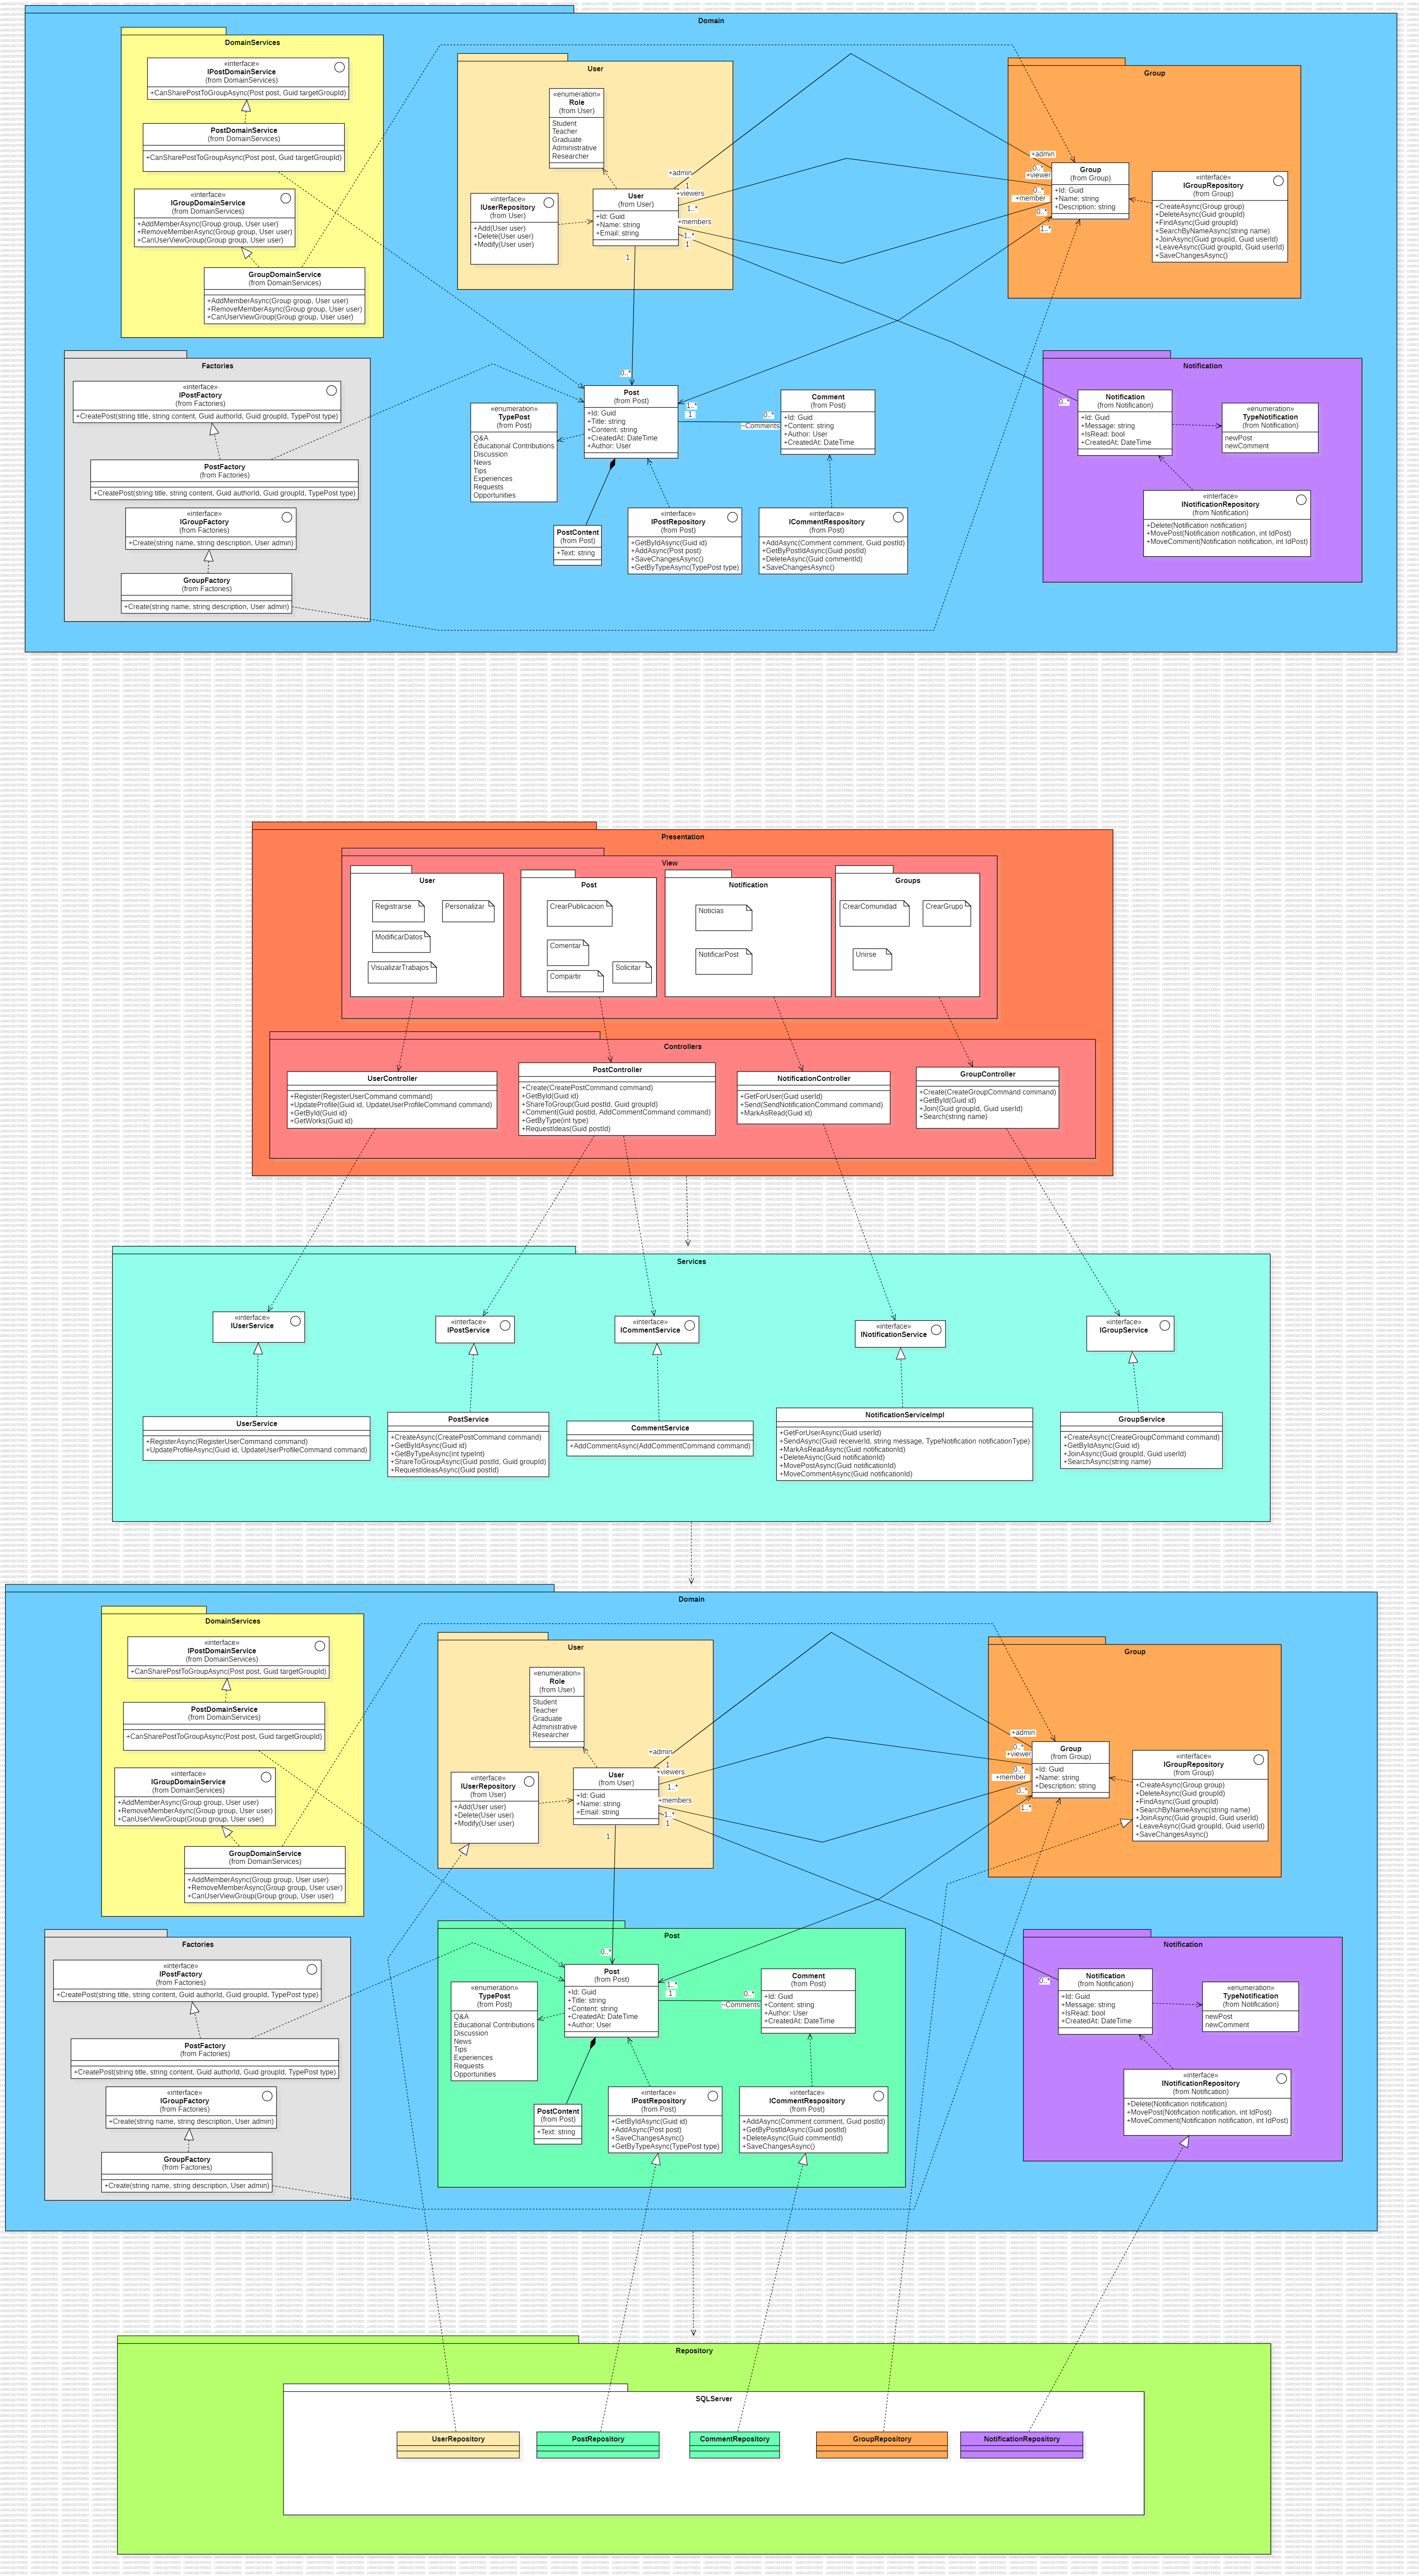 Domain
DomainServices
«interface»
IPostDomainService
(from DomainServices)
+CanSharePostToGroupAsync(Post post, Guid targetGroupId)
PostDomainService
(from DomainServices)
+CanSharePostToGroupAsync(Post post, Guid targetGroupId)
«interface»
IGroupDomainService
(from DomainServices)
+AddMemberAsync(Group group, User user)
+RemoveMemberAsync(Group group, User user)
+CanUserViewGroup(Group group, User user)
GroupDomainService
(from DomainServices)
+AddMemberAsync(Group group, User user)
+RemoveMemberAsync(Group group, User user)
+CanUserViewGroup(Group group, User user)
User
«enumeration»
Role
(from User)
Student
Teacher
Graduate
Administrative
Researcher
«interface»
IUserRepository
(from User)
+Add(User user)
+Delete(User user)
+Modify(User user)
User
(from User)
+Id: Guid
+Name: string
+Email: string
+admin
1
+viewers
1..*
+members
1..*
1
1
Group
+admin
0..*
+viewer
0..*
+member
0..*
1..*
Group
(from Group)
+Id: Guid
+Name: string
+Description: string
«interface»
IGroupRepository
(from Group)
+CreateAsync(Group group)
+DeleteAsync(Guid groupId)
+FindAsync(Guid groupId)
+SearchByNameAsync(string name)
+JoinAsync(Guid groupId, Guid userId)
+LeaveAsync(Guid groupId, Guid userId)
+SaveChangesAsync()
Factories
«interface»
IPostFactory
(from Factories)
+CreatePost(string title, string content, Guid authorId, Guid groupId, TypePost type)
PostFactory
(from Factories)
+CreatePost(string title, string content, Guid authorId, Guid groupId, TypePost type)
«interface»
IGroupFactory
(from Factories)
+Create(string name, string description, User admin)
GroupFactory
(from Factories)
+Create(string name, string description, User admin)
0..*
«enumeration»
TypePost
(from Post)
Q&A
Educational Contributions
Discussion
News
Tips
Experiences
Requests
Opportunities
Post
(from Post)
+Id: Guid
+Title: string
+Content: string
+CreatedAt: DateTime
+Author: User
1..*
1
0..*
~Comments
Comment
(from Post)
+Id: Guid
+Content: string
+Author: User
+CreatedAt: DateTime
PostContent
(from Post)
+Text: string
«interface»
IPostRepository
(from Post)
+GetByIdAsync(Guid id)
+AddAsync(Post post)
+SaveChangesAsync()
+GetByTypeAsync(TypePost type)
«interface»
ICommentRespository
(from Post)
+AddAsync(Comment comment, Guid postId)
+GetByPostIdAsync(Guid postId)
+DeleteAsync(Guid commentId)
+SaveChangesAsync()
Notification
0..*
Notification
(from Notification)
+Id: Guid
+Message: string
+IsRead: bool
+CreatedAt: DateTime
«enumeration»
TypeNotification
(from Notification)
newPost
newComment
«interface»
INotificationRepository
(from Notification)
+Delete(Notification notification)
+MovePost(Notification notification, int IdPost)
+MoveComment(Notification notification, int IdPost)
Presentation
View
User
Registrarse
Personalizar
ModificarDatos
VisualizarTrabajos
Post
CrearPublicacion
Comentar
Compartir
Solicitar
Notification
Noticias
NotificarPost
Groups
CrearComunidad
CrearGrupo
Unirse
Controllers
UserController
+Register(RegisterUserCommand command)
+UpdateProfile(Guid id, UpdateUserProfileCommand command)
+GetById(Guid id)
+GetWorks(Guid id)
PostController
+Create(CreatePostCommand command)
+GetById(Guid id)
+ShareToGroup(Guid postId, Guid groupId)
+Comment(Guid postId, AddCommentCommand command)
+GetByType(int type)
+RequestIdeas(Guid postId)
NotificationController
+GetForUser(Guid userId)
+Send(SendNotificationCommand command)
+MarkAsRead(Guid id)
GroupController
+Create(CreateGroupCommand command)
+GetById(Guid id)
+Join(Guid groupId, Guid userId)
+Search(string name)
Services
«interface»
IUserService
«interface»
IPostService
«interface»
ICommentService
«interface»
INotificationService
«interface»
IGroupService
UserService
+RegisterAsync(RegisterUserCommand command)
+UpdateProfileAsync(Guid id, UpdateUserProfileCommand command)
PostService
+CreateAsync(CreatePostCommand command)
+GetByIdAsync(Guid id)
+GetByTypeAsync(int typeInt)
+ShareToGroupAsync(Guid postId, Guid groupId)
+RequestIdeasAsync(Guid postId)
CommentService
+AddCommentAsync(AddCommentCommand command)
NotificationServiceImpl
+GetForUserAsync(Guid userId)
+SendAsync(Guid receiverId, string message, TypeNotification notificationType)
+MarkAsReadAsync(Guid notificationId)
+DeleteAsync(Guid notificationId)
+MovePostAsync(Guid notificationId)
+MoveCommentAsync(Guid notificationId)
GroupService
+CreateAsync(CreateGroupCommand command)
+GetByIdAsync(Guid id)
+JoinAsync(Guid groupId, Guid userId)
+SearchAsync(string name)
Domain
DomainServices
«interface»
IPostDomainService
(from DomainServices)
+CanSharePostToGroupAsync(Post post, Guid targetGroupId)
PostDomainService
(from DomainServices)
+CanSharePostToGroupAsync(Post post, Guid targetGroupId)
«interface»
IGroupDomainService
(from DomainServices)
+AddMemberAsync(Group group, User user)
+RemoveMemberAsync(Group group, User user)
+CanUserViewGroup(Group group, User user)
GroupDomainService
(from DomainServices)
+AddMemberAsync(Group group, User user)
+RemoveMemberAsync(Group group, User user)
+CanUserViewGroup(Group group, User user)
User
«enumeration»
Role
(from User)
Student
Teacher
Graduate
Administrative
Researcher
«interface»
IUserRepository
(from User)
+Add(User user)
+Delete(User user)
+Modify(User user)
User
(from User)
+Id: Guid
+Name: string
+Email: string
+admin
1
+viewers
1..*
+members
1..*
1
1
Group
+admin
0..*
+viewer
0..*
+member
0..*
1..*
Group
(from Group)
+Id: Guid
+Name: string
+Description: string
«interface»
IGroupRepository
(from Group)
+CreateAsync(Group group)
+DeleteAsync(Guid groupId)
+FindAsync(Guid groupId)
+SearchByNameAsync(string name)
+JoinAsync(Guid groupId, Guid userId)
+LeaveAsync(Guid groupId, Guid userId)
+SaveChangesAsync()
Factories
«interface»
IPostFactory
(from Factories)
+CreatePost(string title, string content, Guid authorId, Guid groupId, TypePost type)
PostFactory
(from Factories)
+CreatePost(string title, string content, Guid authorId, Guid groupId, TypePost type)
«interface»
IGroupFactory
(from Factories)
+Create(string name, string description, User admin)
GroupFactory
(from Factories)
+Create(string name, string description, User admin)
Post
0..*
«enumeration»
TypePost
(from Post)
Q&A
Educational Contributions
Discussion
News
Tips
Experiences
Requests
Opportunities
Post
(from Post)
+Id: Guid
+Title: string
+Content: string
+CreatedAt: DateTime
+Author: User
1..*
1
0..*
~Comments
Comment
(from Post)
+Id: Guid
+Content: string
+Author: User
+CreatedAt: DateTime
PostContent
(from Post)
+Text: string
«interface»
IPostRepository
(from Post)
+GetByIdAsync(Guid id)
+AddAsync(Post post)
+SaveChangesAsync()
+GetByTypeAsync(TypePost type)
«interface»
ICommentRespository
(from Post)
+AddAsync(Comment comment, Guid postId)
+GetByPostIdAsync(Guid postId)
+DeleteAsync(Guid commentId)
+SaveChangesAsync()
Notification
0..*
Notification
(from Notification)
+Id: Guid
+Message: string
+IsRead: bool
+CreatedAt: DateTime
«enumeration»
TypeNotification
(from Notification)
newPost
newComment
«interface»
INotificationRepository
(from Notification)
+Delete(Notification notification)
+MovePost(Notification notification, int IdPost)
+MoveComment(Notification notification, int IdPost)
Repository
SQLServer
UserRepository
PostRepository
CommentRepository
GroupRepository
NotificationRepository